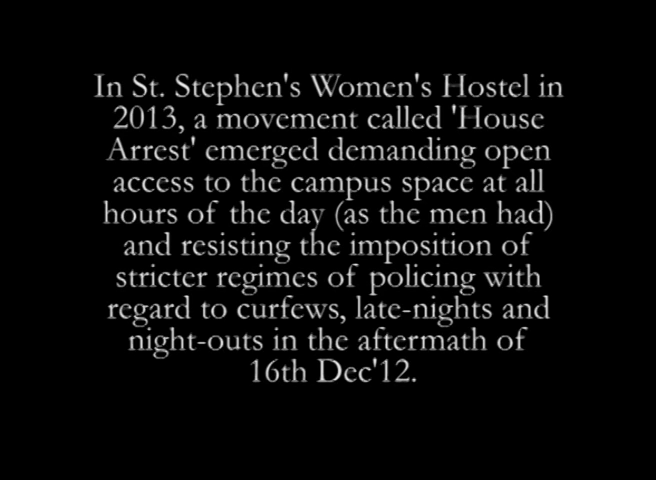 In St. Stephen's Women's Hostel in
2013, a movement called 'House
Arrest' emerged demanding open
access to the campus space at all
hours of the day (as the men had)
and resisting the imposition of
stricter regimes of policing with
regard to curfews, late-nights and
night-outs in the aftermath of
16th Dec'12.